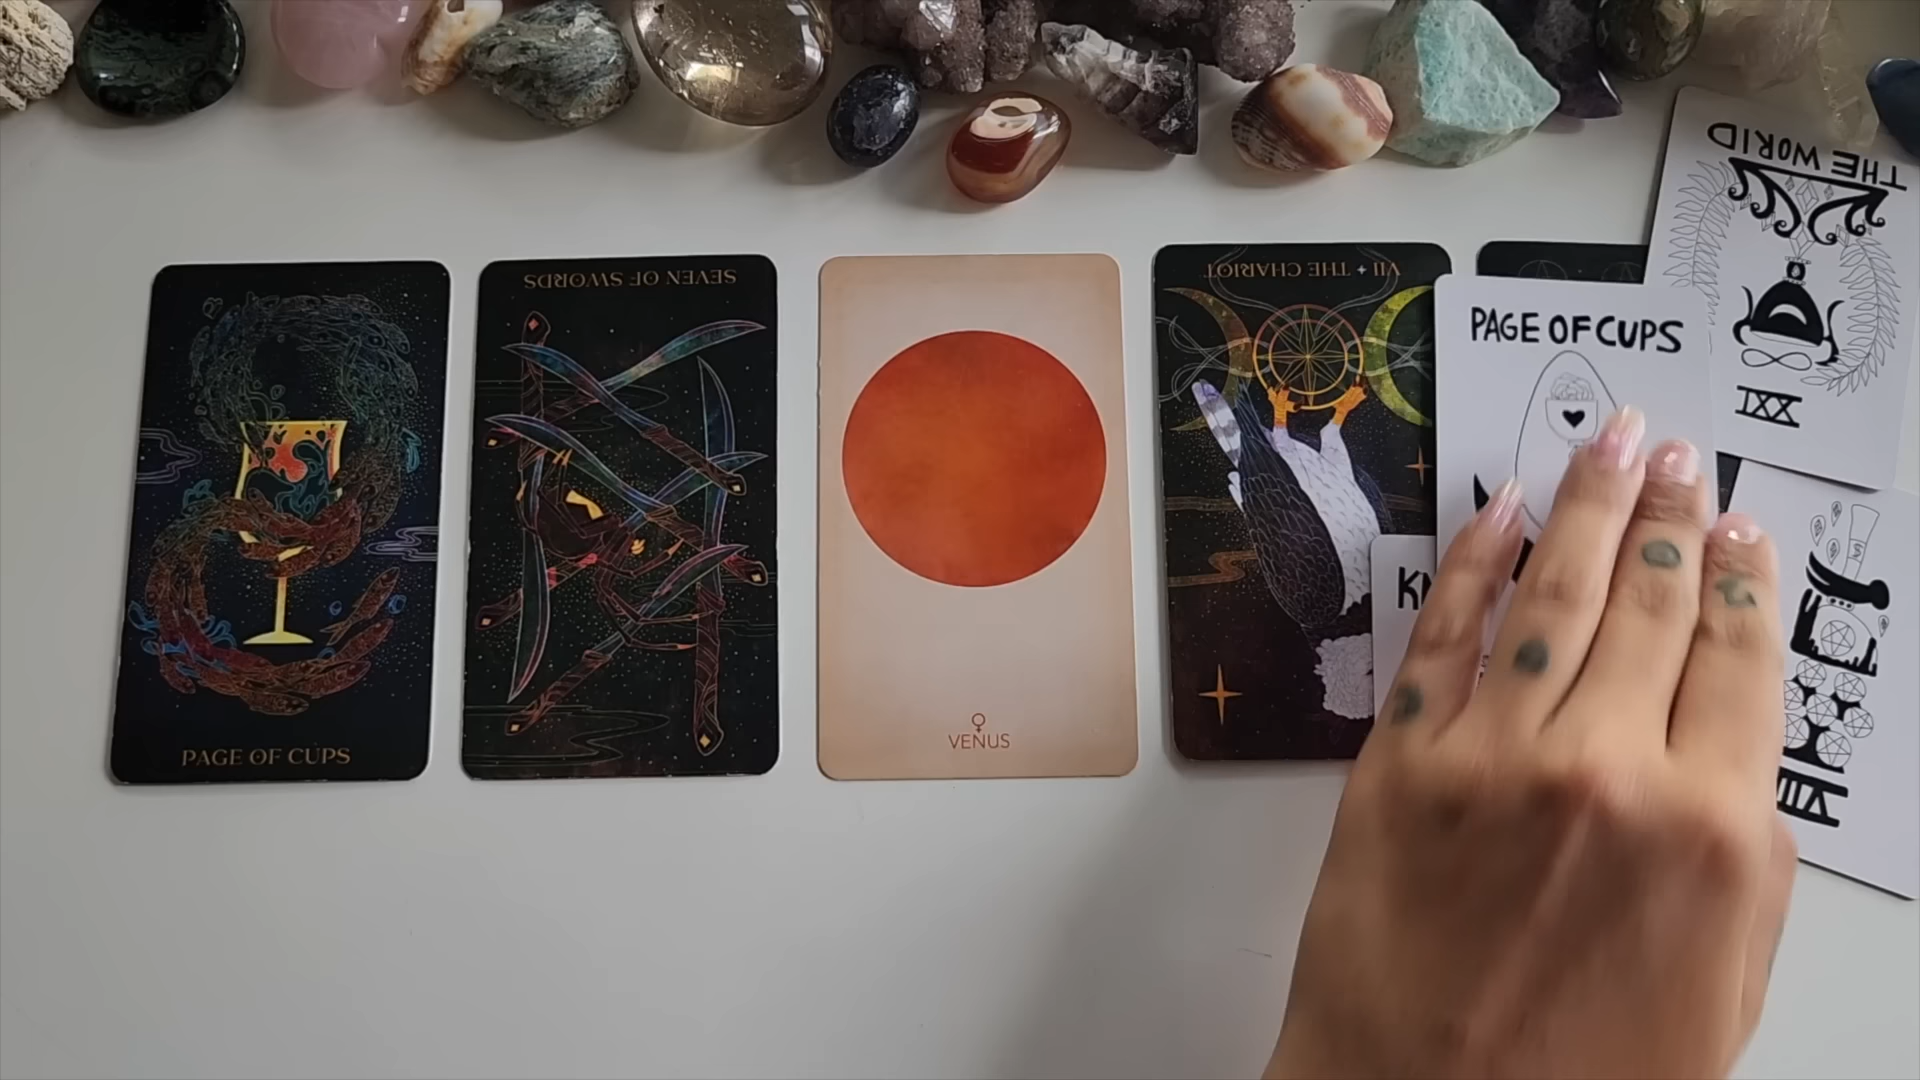 PAGE OF CUPS
SEVEN OF SWORDS
♀
VENUS
VII ✦ THE CHARIOT
PAGE OF CUPS
THE WORLD
XXI
VIII